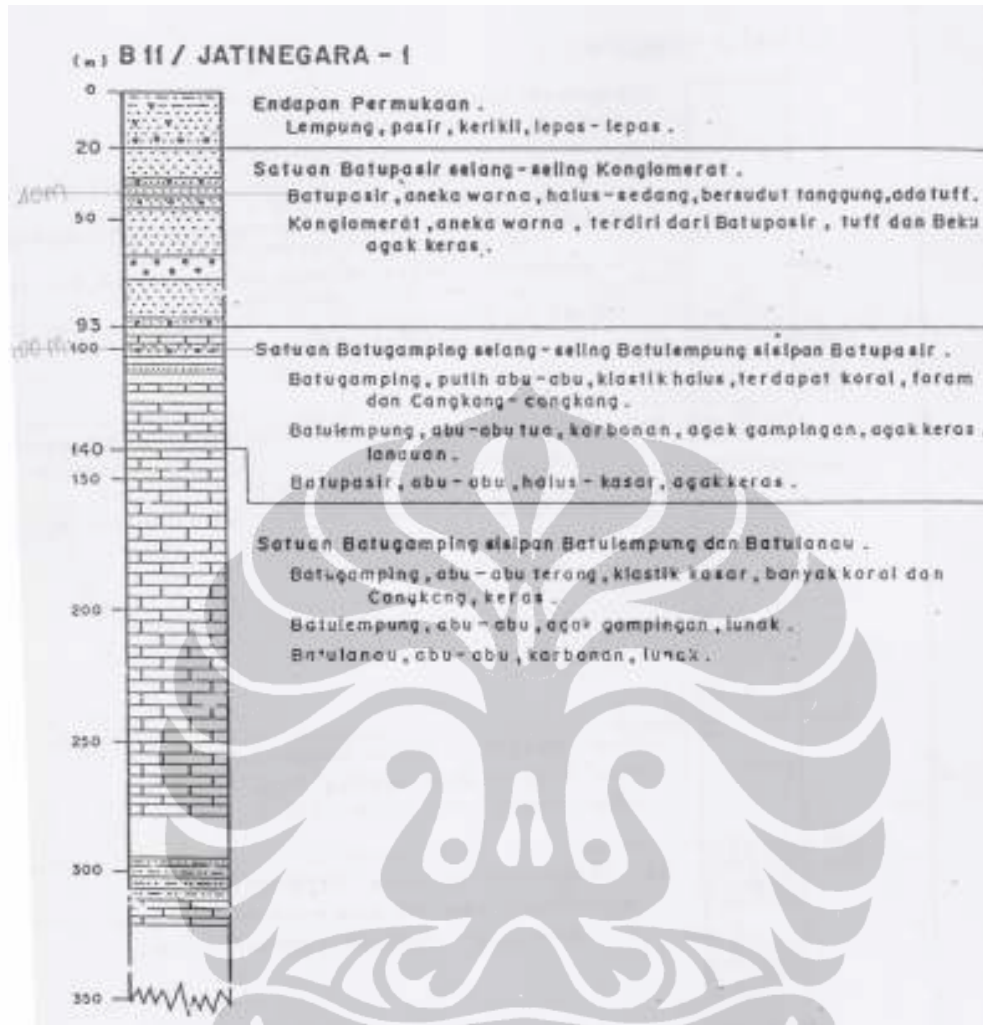 (m) B 11 / JATINEGARA - 1
0
Endapan Permukaan .
Lempung , pasir , kerikil , lepas - lepas .
20
Satuan Batupasir selang - seling Konglomerat .
Batupasir , aneka warna , halus - sedang , bersudut tanggung , ada tuff .
50
Konglomerat , aneka warna , terdiri dari Batupasir , tuff dan Beku
agak keras .
93
100
Satuan Batugamping selang - seling Batulempung sisipan Batupasir .
Batugamping , putih abu - abu , klastik halus , terdapat koral , foram
dan Cangkang - cangkang .
Batulempung , abu - abu tua , karbonan , agak gampingan , agak keras .
140
lanauan .
150
Batupasir , abu - abu , halus - kasar , agak keras .
Satuan Batugamping sisipan Batulempung dan Batulanau .
Batugamping , abu - abu terang , klastik kasar , banyak koral dan
Cangkang , keras .
200
Batulempung , abu - abu , agak gampingan , lunak .
Batulanau , abu - abu , karbonan , lunak .
250
300
350